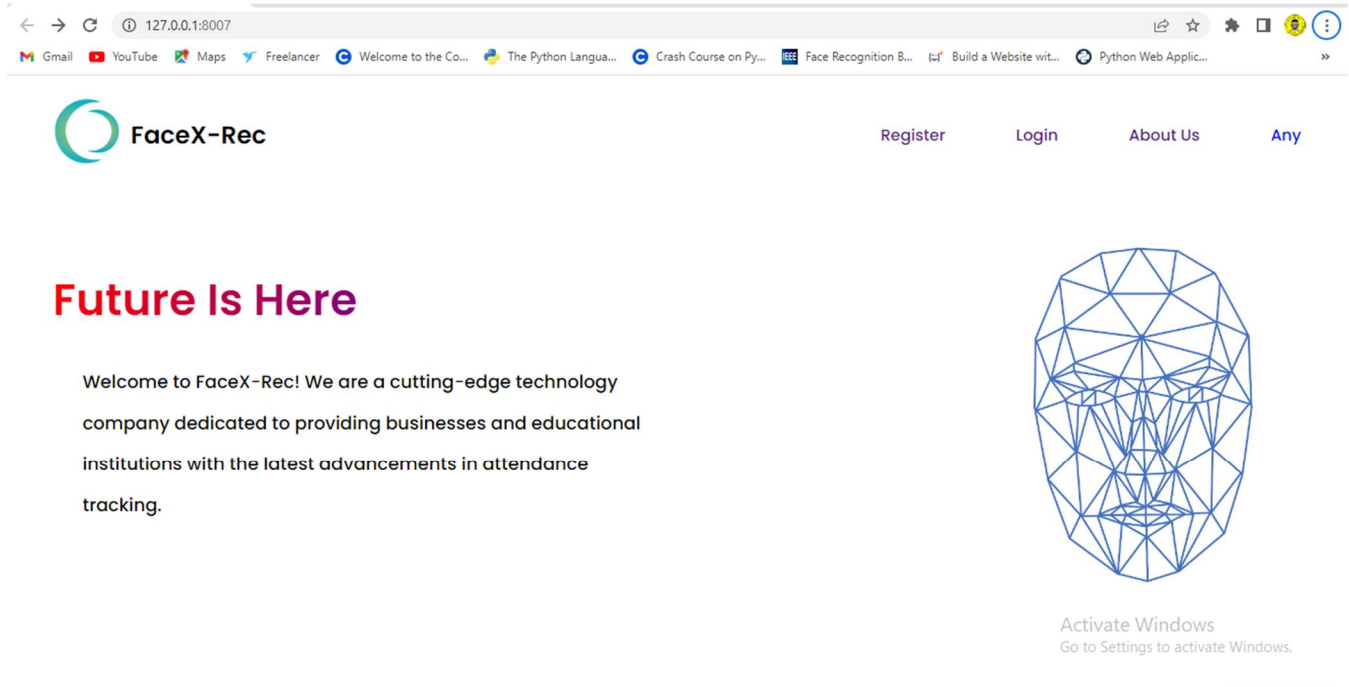 127.0.0.1:8007
Gmail YouTube Maps Freelancer Welcome to the Co... The Python Langua... Crash Course on Py... IEEE Face Recognition B... Build a Website wit... Python Web Applic... »
FaceX-Rec Register Login About Us Any
Future Is Here
Welcome to FaceX-Rec! We are a cutting-edge technology
company dedicated to providing businesses and educational
institutions with the latest advancements in attendance
tracking.
Activate Windows
Go to Settings to activate Windows.